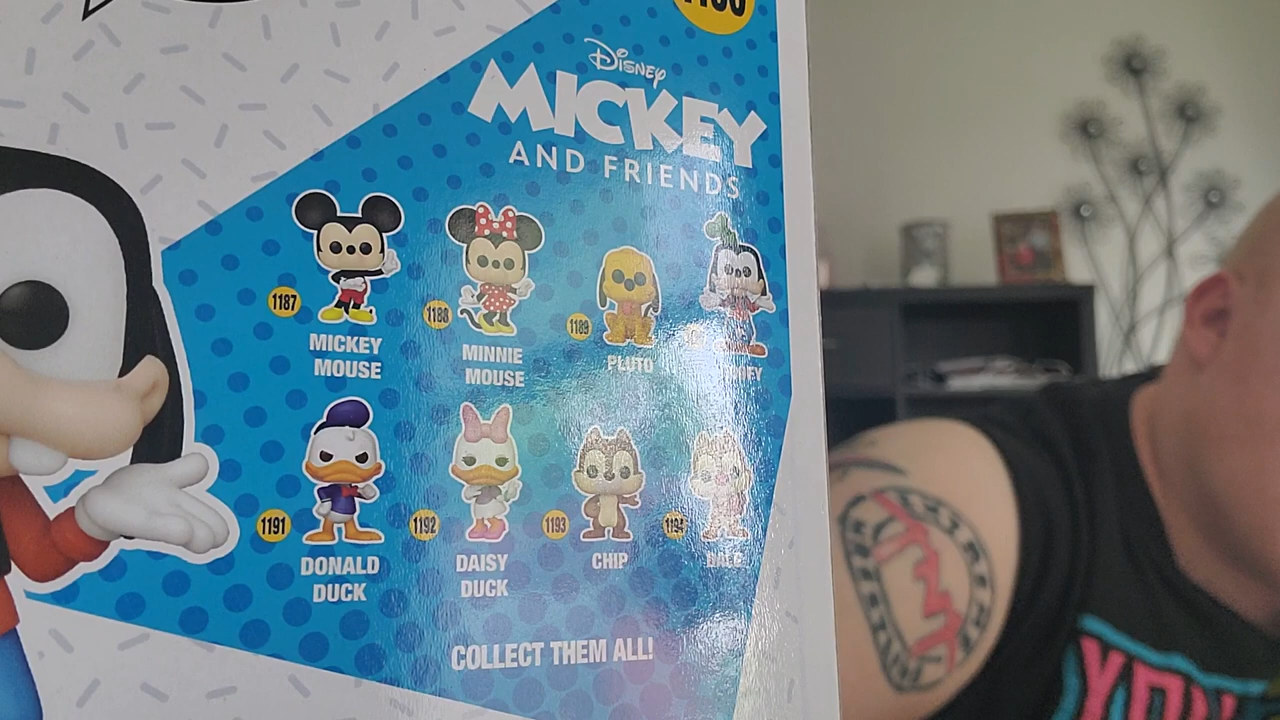 Disney
MICKEY
AND FRIENDS
1187
MICKEY
MOUSE
1188
MINNIE
MOUSE
1189
PLUTO
1191
DONALD
DUCK
1192
DAISY
DUCK
1193
CHIP
1194
DALE
COLLECT THEM ALL!